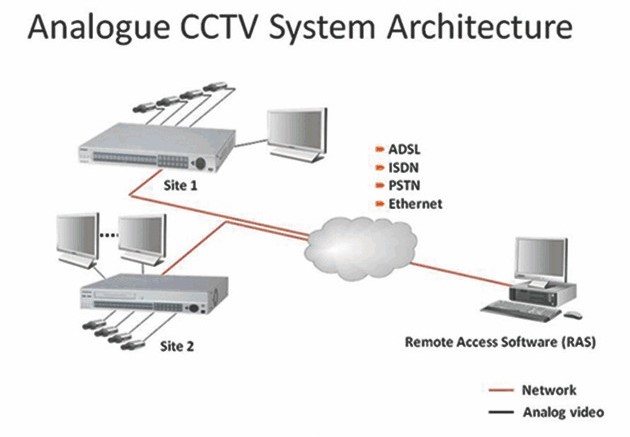 Analogue CCTV System Architecture
ADSL
ISDN
PSTN
Ethernet
Site 1
Site 2
Remote Access Software (RAS)
Network
Analog video